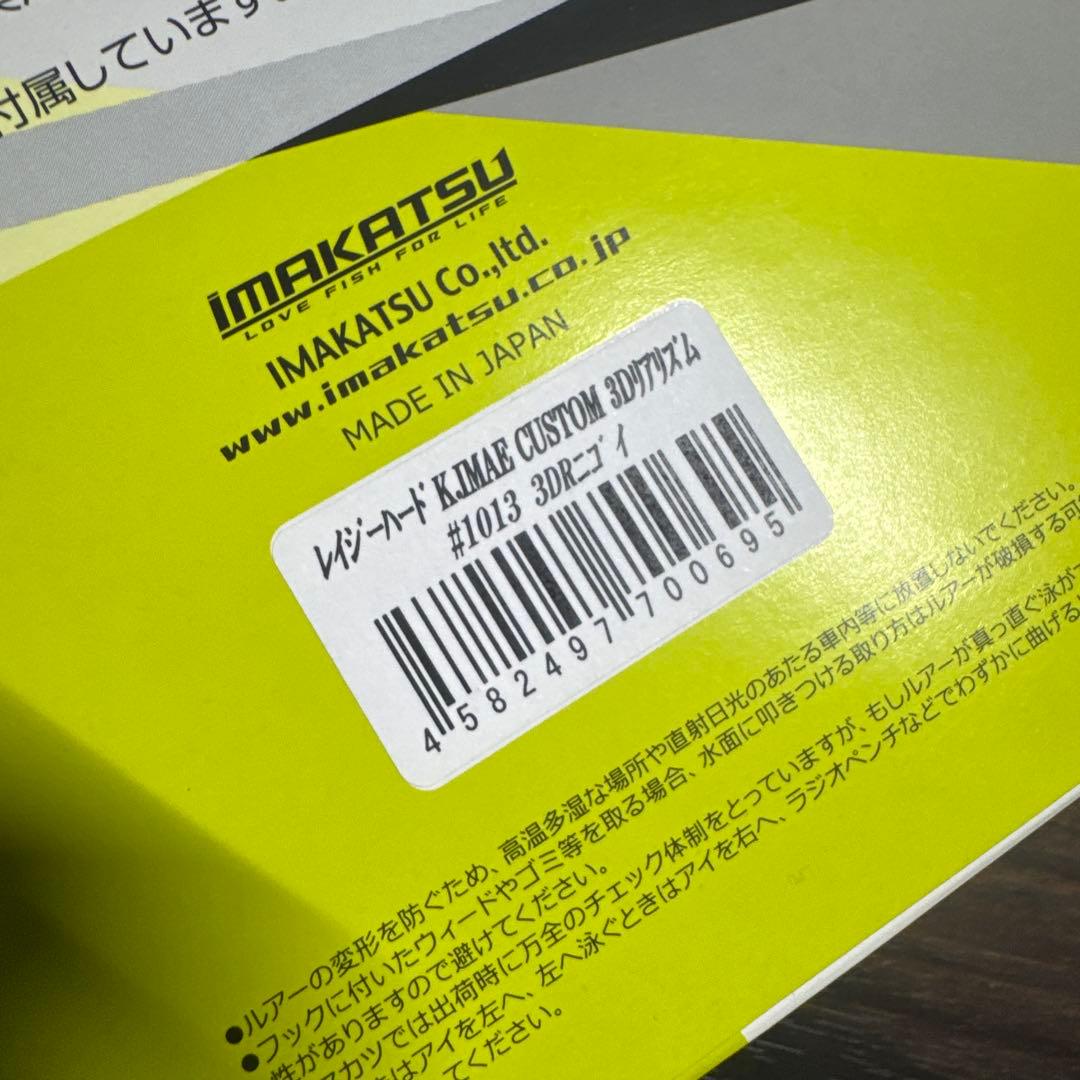 付属しています。
iMAKATSU
LOVE FISH FOR LIFE
IMAKATSU Co.,ltd.
www.imakatsu.co.jp
MADE IN JAPAN
ﾚｲｼﾞｰﾊｰﾄﾞ K.IMAE CUSTOM 3Dﾘｱﾘｽﾞﾑ
#1013 3DRﾆｺﾞｲ
4582497700695
●ルアーの変形を防ぐため、高温多湿な場所や直射日光のあたる車内等に放置しないでください。
●フックに付いたウィードやゴミ等を取る場合、水面に叩きつける取り方はルアーが破損する可
性がありますので避けてください。
カツでは出荷時に万全のチェック体制をとっていますが、もしルアーが真っ直ぐ泳が
はアイを左へ、左へ泳ぐときはアイを右へ、ラジオペンチなどでわずかに曲げる
てください。